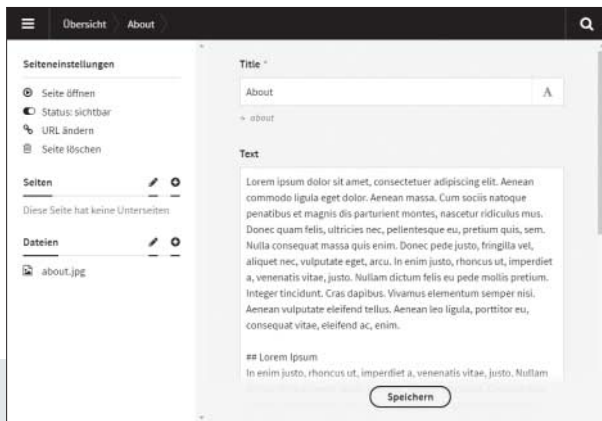 Übersicht About
Seiteneinstellungen
Seite öffnen
Status: sichtbar
URL ändern
Seite löschen
Seiten
Diese Seite hat keine Unterseiten
Dateien
about.jpg
Title *
About A
about
Text
Lorem ipsum dolor sit amet, consectetuer adipiscing elit. Aenean
commodo ligula eget dolor. Aenean massa. Cum sociis natoque
penatibus et magnis dis parturient montes, nascetur ridiculus mus.
Donec quam felis, ultricies nec, pellentesque eu, pretium quis, sem.
Nulla consequat massa quis enim. Donec pede justo, fringilla vel,
aliquet nec, vulputate eget, arcu. In enim justo, rhoncus ut, imperdiet
a, venenatis vitae, justo. Nullam dictum felis eu pede mollis pretium.
Integer tincidunt. Cras dapibus. Vivamus elementum semper nisi.
Aenean vulputate eleifend tellus. Aenean leo ligula, porttitor eu,
consequat vitae, eleifend ac, enim.
## Lorem Ipsum
In enim justo, rhoncus ut, imperdiet a, venenatis vitae, justo. Nullam
Speichern